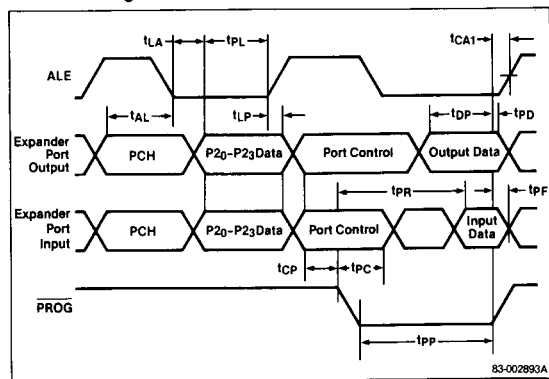 tLA tPL tCA1
ALE
tAL tLP tDP tPD
Expander Port Output
PCH P20-P23Data Port Control Output Data
tPR tPF
Expander Port Input
PCH P20-P23Data Port Control Input Data
tCP tPC
PROG
tPP
83-002893A